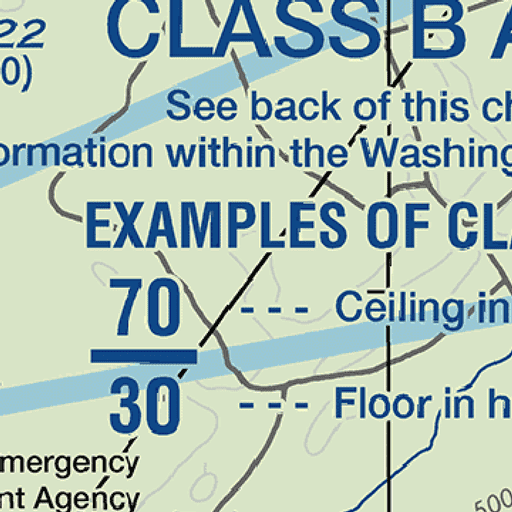 22
0)
CLASS B A
See back of this ch
ormation within the Washing
EXAMPLES OF CLA
70 --- Ceiling in
30 --- Floor in h
mergency
nt Agency
500